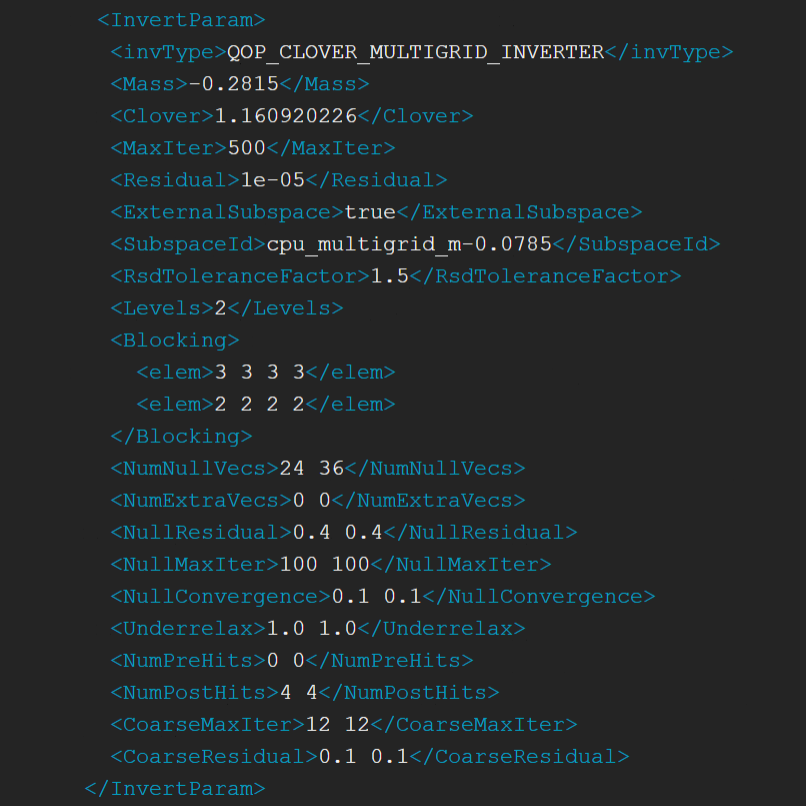 <InvertParam>
<invType>QOP_CLOVER_MULTIGRID_INVERTER</invType>
<Mass>-0.2815</Mass>
<Clover>1.160920226</Clover>
<MaxIter>500</MaxIter>
<Residual>1e-05</Residual>
<ExternalSubspace>true</ExternalSubspace>
<SubspaceId>cpu_multigrid_m-0.0785</SubspaceId>
<RsdToleranceFactor>1.5</RsdToleranceFactor>
<Levels>2</Levels>
<Blocking>
<elem>3 3 3 3</elem>
<elem>2 2 2 2</elem>
</Blocking>
<NumNullVecs>24 36</NumNullVecs>
<NumExtraVecs>0 0</NumExtraVecs>
<NullResidual>0.4 0.4</NullResidual>
<NullMaxIter>100 100</NullMaxIter>
<NullConvergence>0.1 0.1</NullConvergence>
<Underrelax>1.0 1.0</Underrelax>
<NumPreHits>0 0</NumPreHits>
<NumPostHits>4 4</NumPostHits>
<CoarseMaxIter>12 12</CoarseMaxIter>
<CoarseResidual>0.1 0.1</CoarseResidual>
</InvertParam>